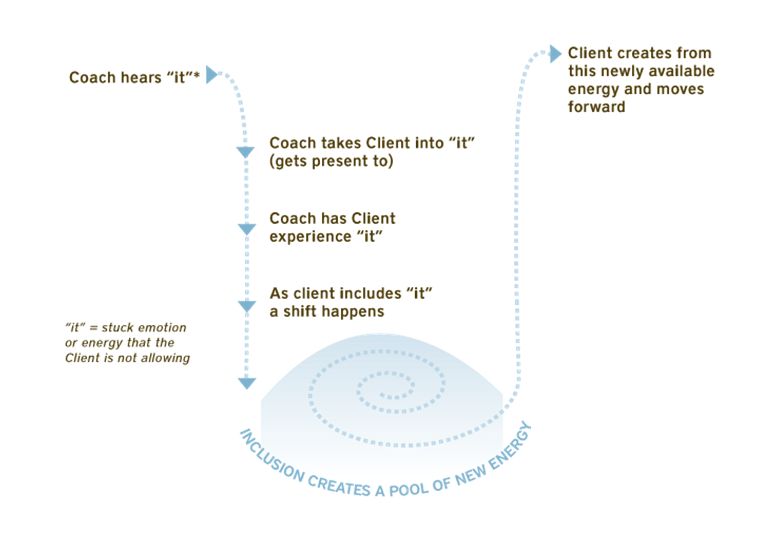 Coach hears “it”*
Coach takes Client into “it”
(gets present to)
Coach has Client
experience “it”
As client includes “it”
a shift happens
“it” = stuck emotion
or energy that the
Client is not allowing
INCLUSION CREATES A POOL OF NEW ENERGY
Client creates from
this newly available
energy and moves
forward